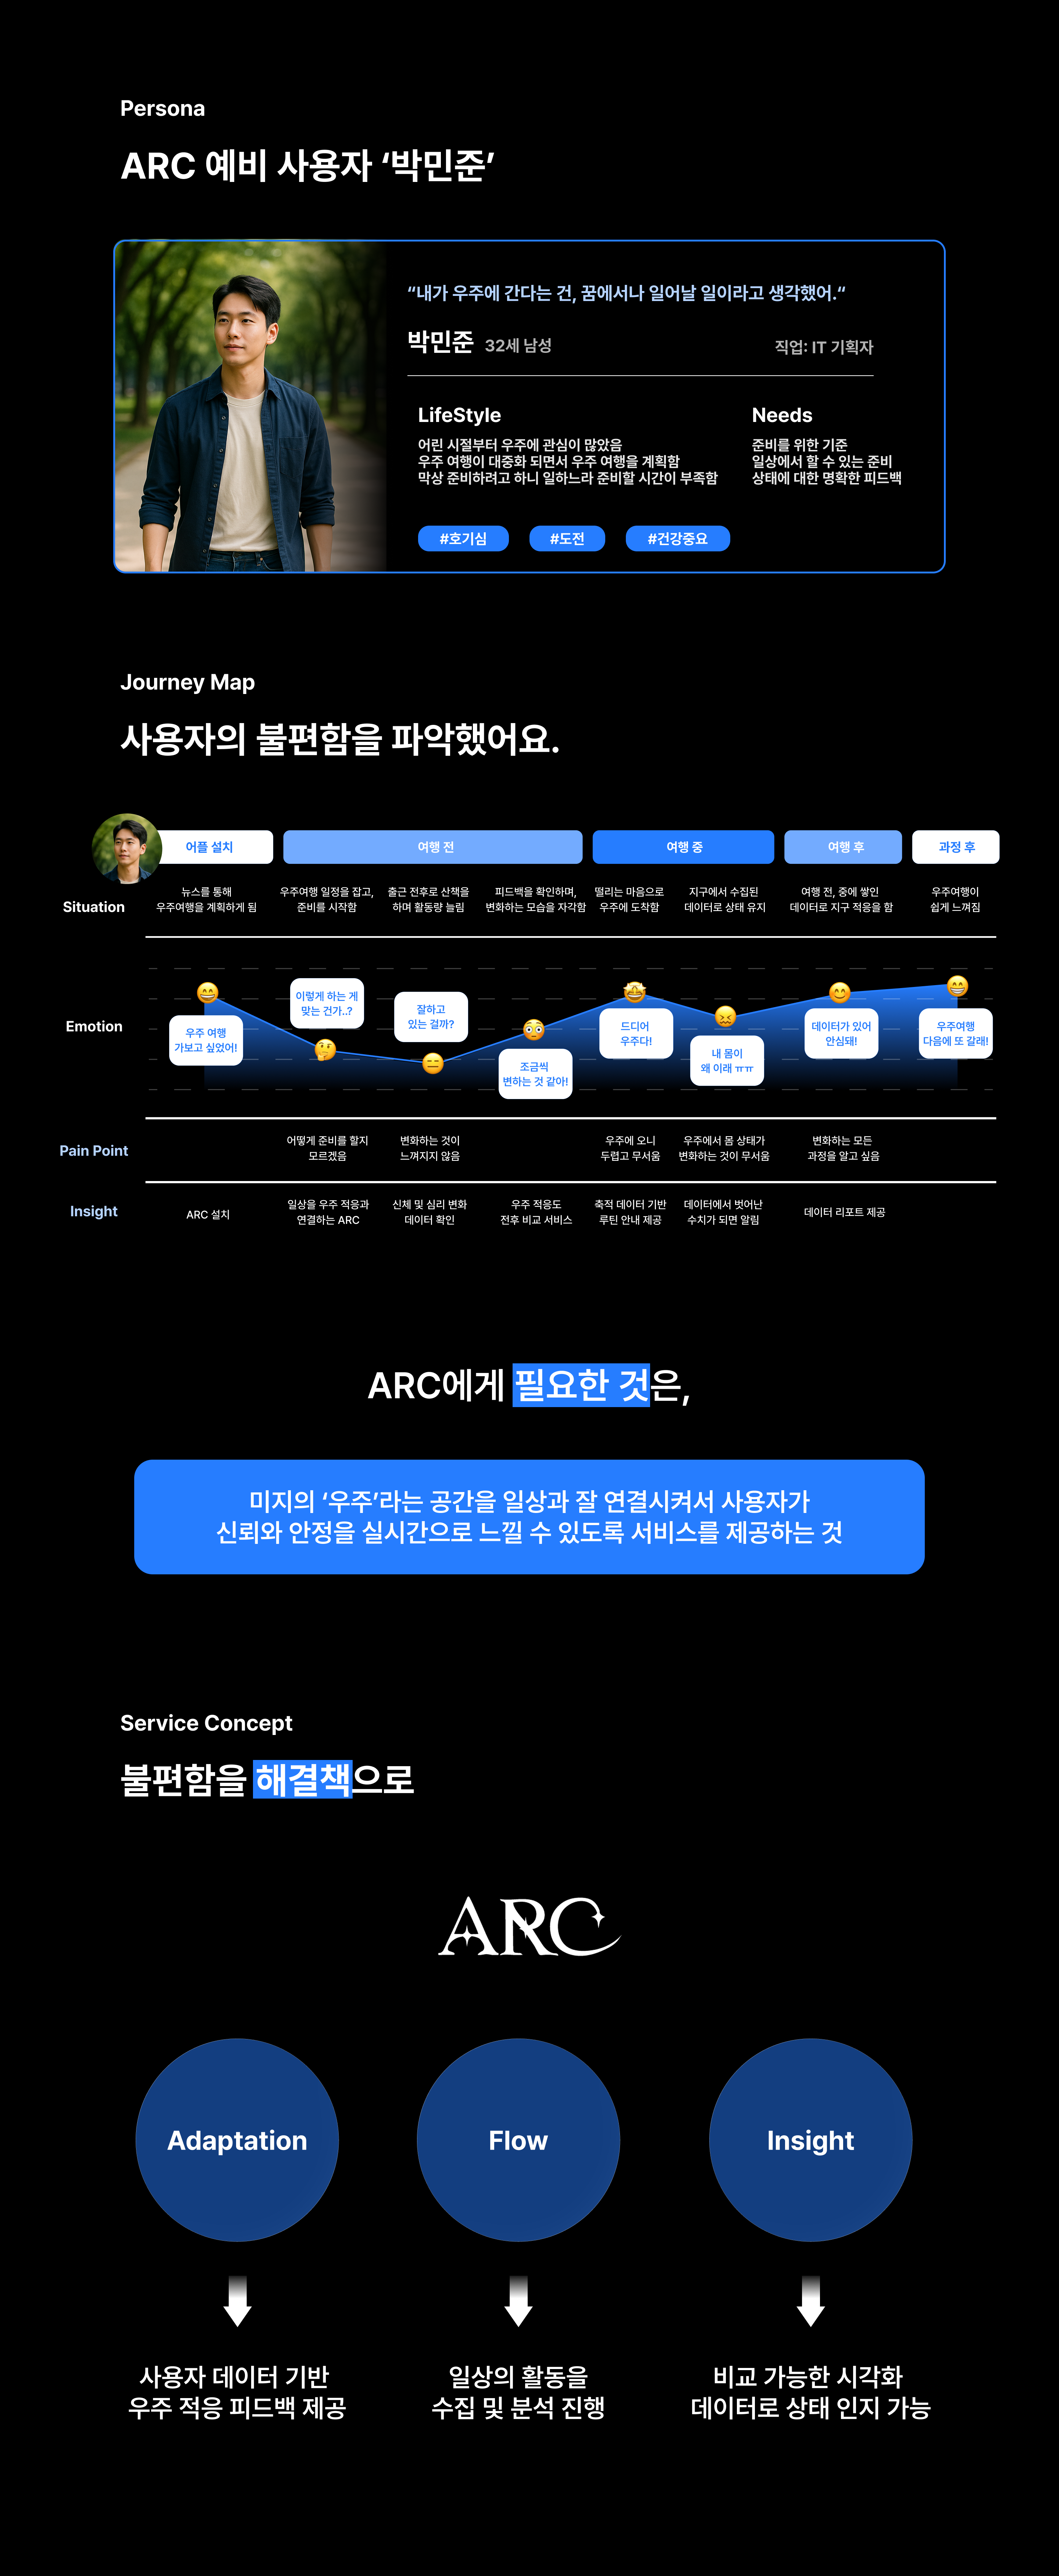 Persona
ARC 예비 사용자 ‘박민준’
“내가 우주에 간다는 건, 꿈에서나 일어날 일이라고 생각했어.“
박민준 32세 남성
직업: IT 기획자
LifeStyle
어린 시절부터 우주에 관심이 많았음
우주 여행이 대중화 되면서 우주 여행을 계획함
막상 준비하려고 하니 일하느라 준비할 시간이 부족함
Needs
준비를 위한 기준
일상에서 할 수 있는 준비
상태에 대한 명확한 피드백
#호기심
#도전
#건강중요
Journey Map
사용자의 불편함을 파악했어요.
어플 설치
여행 전
여행 중
여행 후
과정 후
Situation
뉴스를 통해
우주여행을 계획하게 됨
우주여행 일정을 잡고,
준비를 시작함
출근 전후로 산책을
하며 활동량 늘림
피드백을 확인하며,
변화하는 모습을 자각함
떨리는 마음으로
우주에 도착함
지구에서 수집된
데이터로 상태 유지
여행 전, 중에 쌓인
데이터로 지구 적응을 함
우주여행이
쉽게 느껴짐
Emotion
우주 여행
가보고 싶었어!
이렇게 하는 게
맞는 건가..?
잘하고
있는 걸까?
조금씩
변하는 것 같아!
드디어
우주다!
내 몸이
왜 이래 ㅠㅠ
데이터가 있어
안심돼!
우주여행
다음에 또 갈래!
Pain Point
어떻게 준비를 할지
모르겠음
변화하는 것이
느껴지지 않음
우주에 오니
두렵고 무서움
우주에서 몸 상태가
변화하는 것이 무서움
변화하는 모든
과정을 알고 싶음
Insight
ARC 설치
일상을 우주 적응과
연결하는 ARC
신체 및 심리 변화
데이터 확인
우주 적응도
전후 비교 서비스
축적 데이터 기반
루틴 안내 제공
데이터에서 벗어난
수치가 되면 알림
데이터 리포트 제공
ARC에게 필요한 것은,
미지의 ‘우주’라는 공간을 일상과 잘 연결시켜서 사용자가
신뢰와 안정을 실시간으로 느낄 수 있도록 서비스를 제공하는 것
Service Concept
불편함을 해결책으로
ARC
Adaptation
Flow
Insight
사용자 데이터 기반
우주 적응 피드백 제공
일상의 활동을
수집 및 분석 진행
비교 가능한 시각화
데이터로 상태 인지 가능